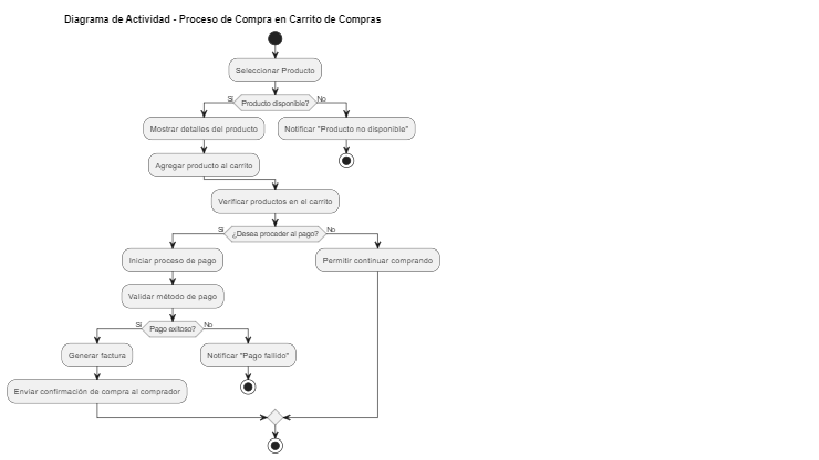 Diagrama de Actividad - Proceso de Compra en Carrito de Compras
Seleccionar Producto
Si
Producto disponible?
No
Mostrar detalles del producto
Notificar "Producto no disponible"
Agregar producto al carrito
Verificar productos en el carrito
Si
¿Desea proceder al pago?
No
Iniciar proceso de pago
Permitir continuar comprando
Validar método de pago
Si
Pago exitoso?
No
Generar factura
Notificar "Pago fallido"
Enviar confirmación de compra al comprador